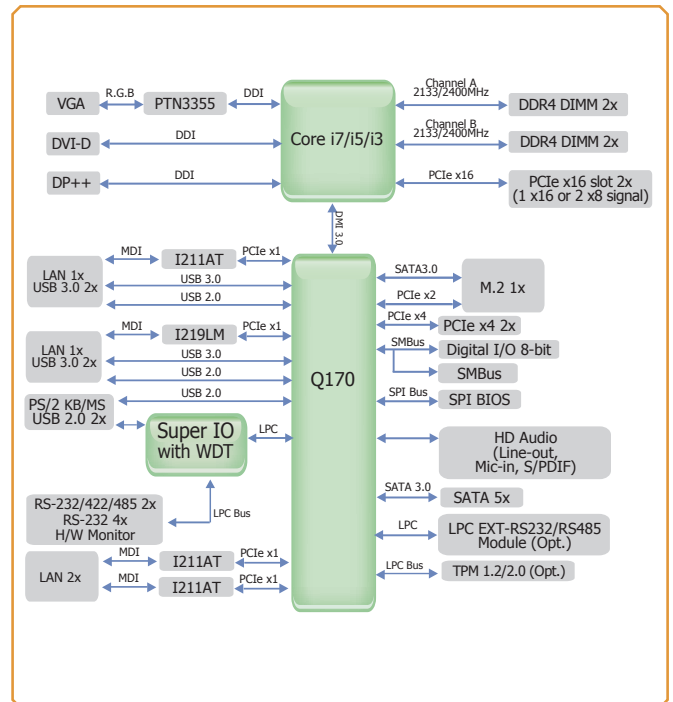 VGA
R.G.B
PTN3355
DDI
Core i7/i5/i3
Channel A
2133/2400MHz
DDR4 DIMM 2x
DVI-D
DDI
Channel B
2133/2400MHz
DDR4 DIMM 2x
DP++
DDI
PCIe x16
PCIe x16 slot 2x
(1 x16 or 2 x8 signal)
DMI 3.0
LAN 1x
USB 3.0 2x
MDI
I211AT
PCIe x1
USB 3.0
USB 2.0
LAN 1x
USB 3.0 2x
MDI
I219LM
PCIe x1
USB 3.0
USB 2.0
PS/2 KB/MS
USB 2.0 2x
USB 2.0
Super IO
with WDT
LPC
RS-232/422/485 2x
RS-232 4x
H/W Monitor
LPC Bus
LAN 2x
MDI
I211AT
PCIe x1
MDI
I211AT
PCIe x1
Q170
SATA3.0
PCIe x2
M.2 1x
PCIe x4
PCIe x4 2x
SMBus
Digital I/O 8-bit
SMBus
SPI Bus
SPI BIOS
HD Audio
(Line-out,
Mic-in, S/PDIF)
SATA 3.0
SATA 5x
LPC
LPC EXT-RS232/RS485
Module (Opt.)
LPC Bus
TPM 1.2/2.0 (Opt.)